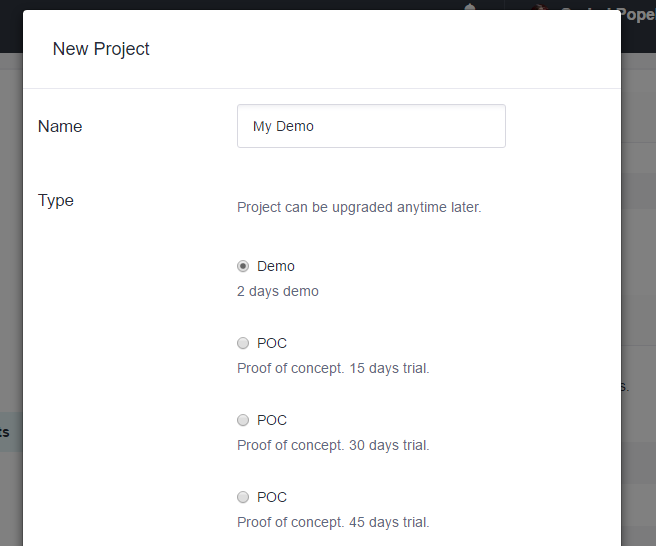 New Project
Name
My Demo
Type
Project can be upgraded anytime later.
Demo
2 days demo
POC
Proof of concept. 15 days trial.
POC
Proof of concept. 30 days trial.
POC
Proof of concept. 45 days trial.